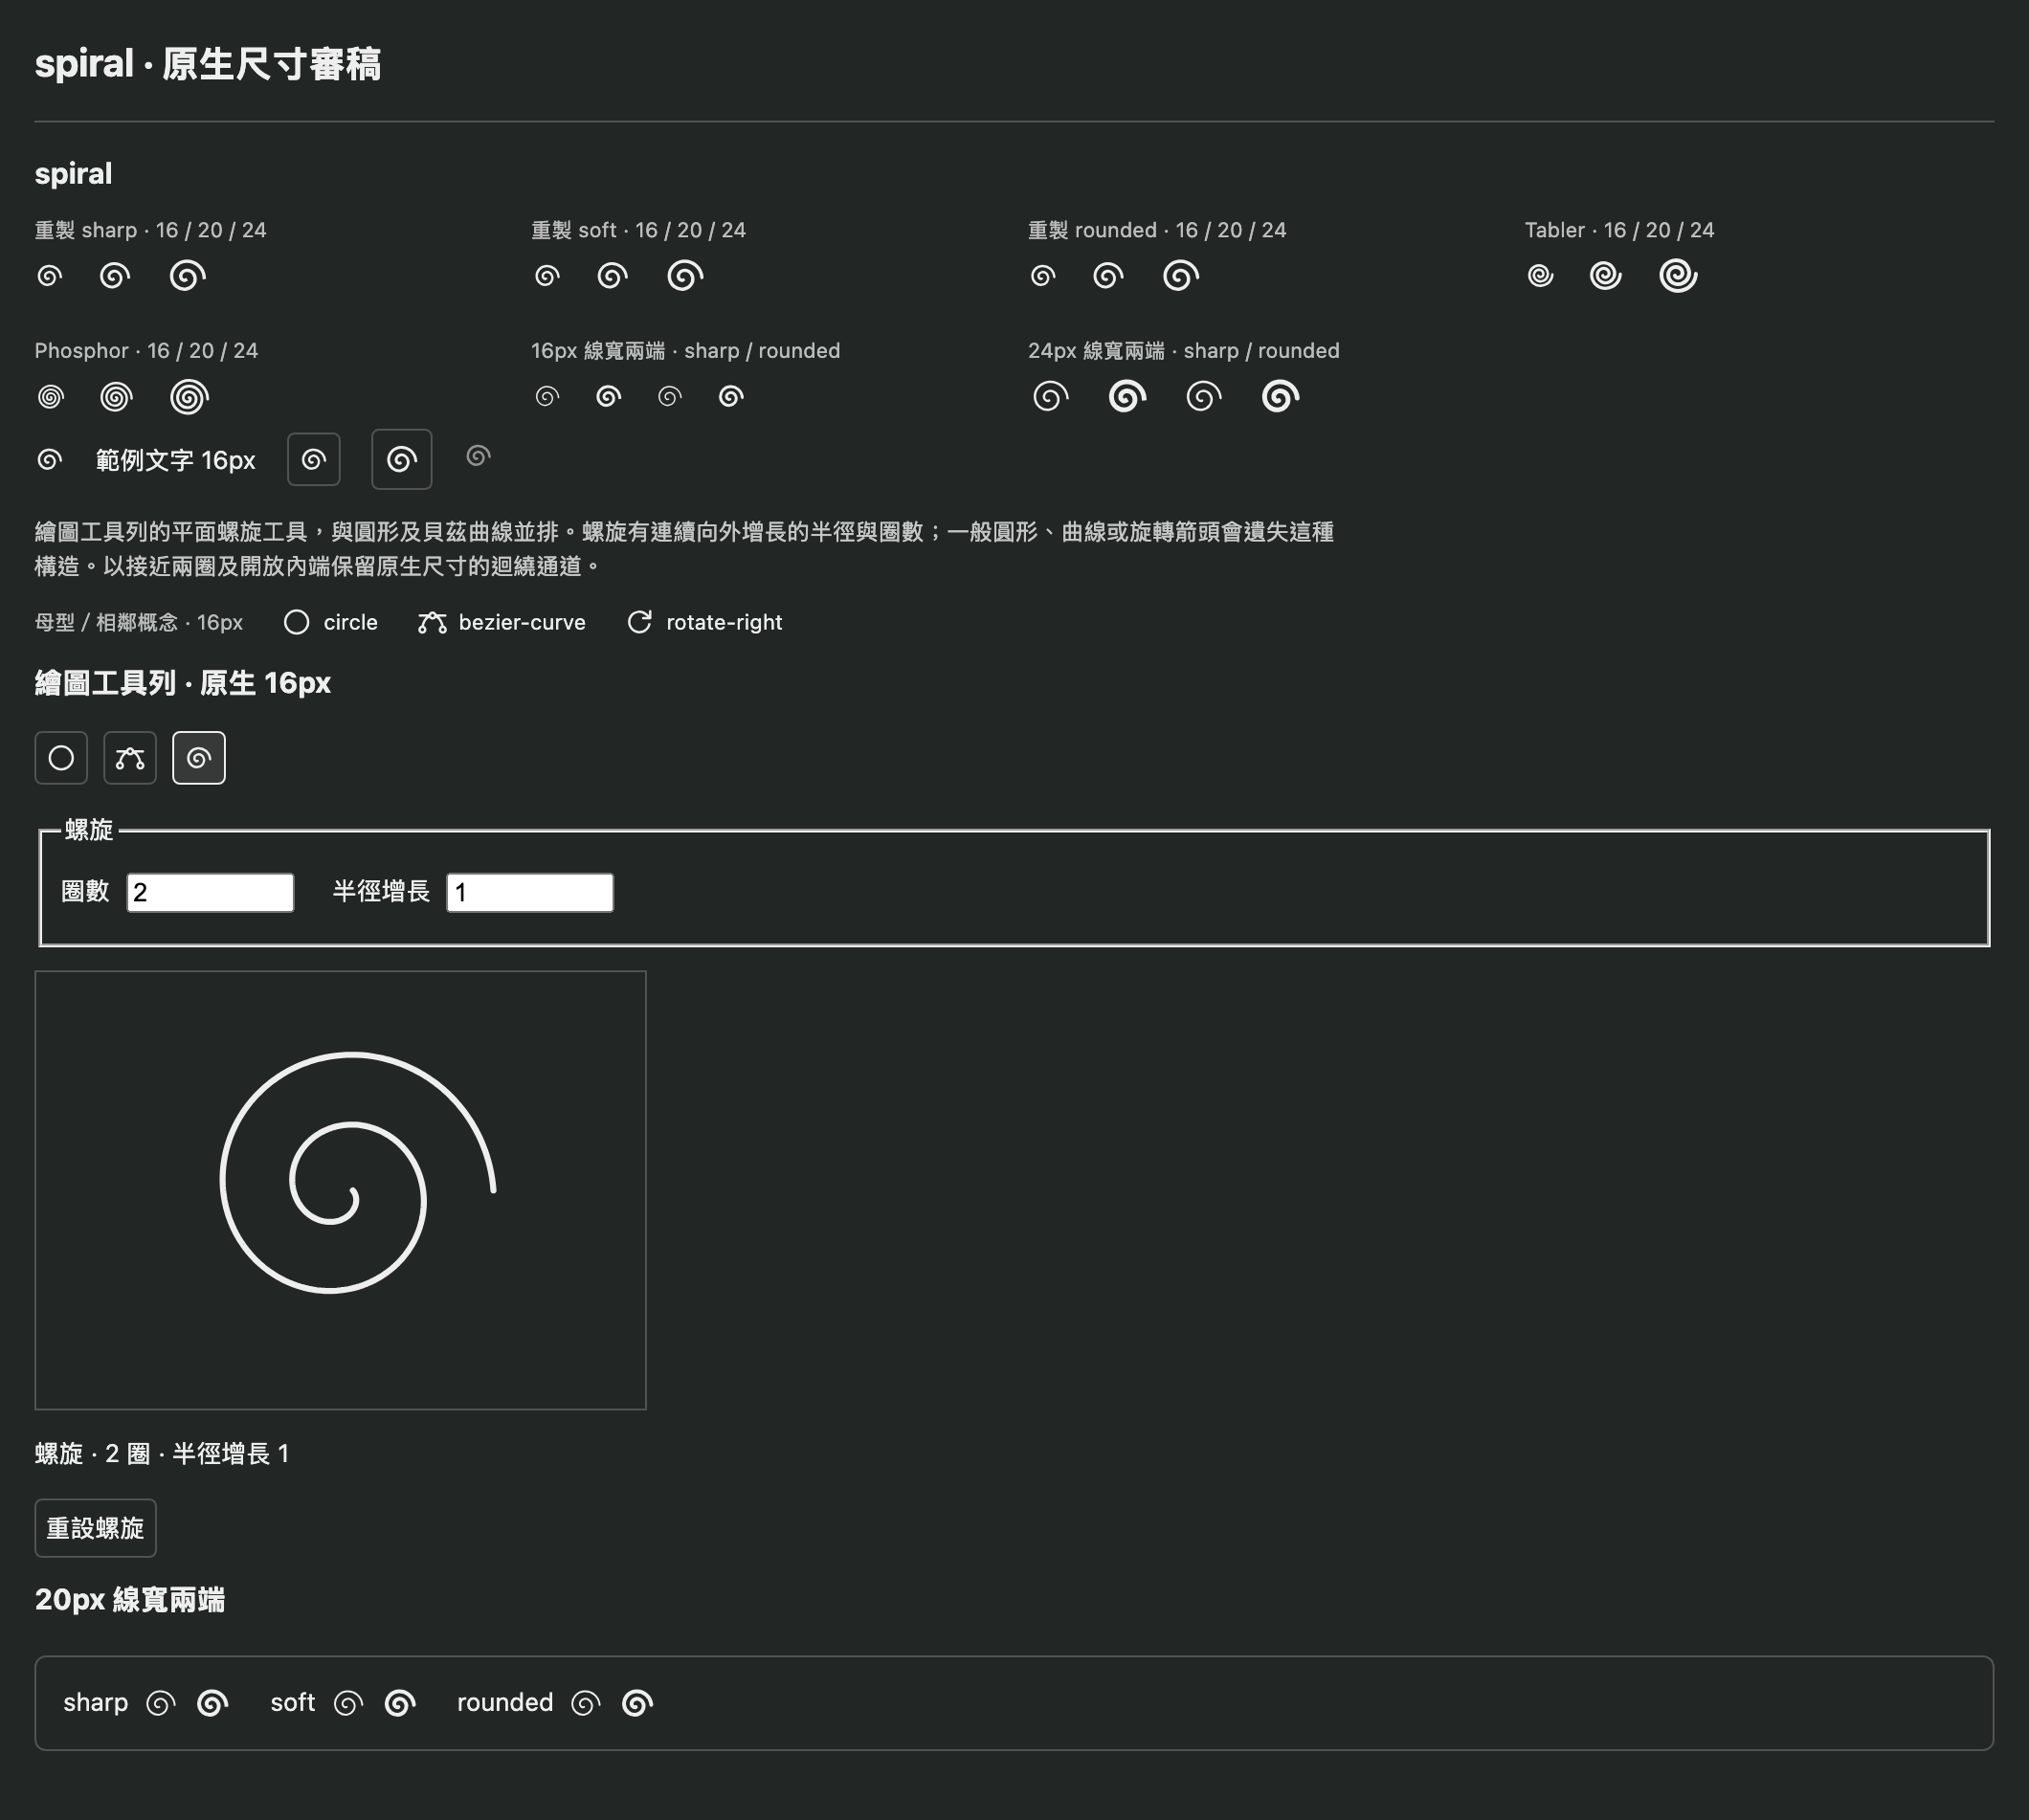 spiral · 原生尺寸審稿
spiral
重製 sharp · 16 / 20 / 24
重製 soft · 16 / 20 / 24
重製 rounded · 16 / 20 / 24
Tabler · 16 / 20 / 24
Phosphor · 16 / 20 / 24
16px 線寬兩端 · sharp / rounded
24px 線寬兩端 · sharp / rounded
範例文字 16px
繪圖工具列的平面螺旋工具，與圓形及貝茲曲線並排。螺旋有連續向外增長的半徑與圈數；一般圓形、曲線或旋轉箭頭會遺失這種
構造。以接近兩圈及開放內端保留原生尺寸的迴繞通道。
母型 / 相鄰概念 · 16px circle bezier-curve rotate-right
繪圖工具列 · 原生 16px
螺旋
圈數 2 半徑增長 1
螺旋 · 2 圈 · 半徑增長 1
重設螺旋
20px 線寬兩端
sharp soft rounded